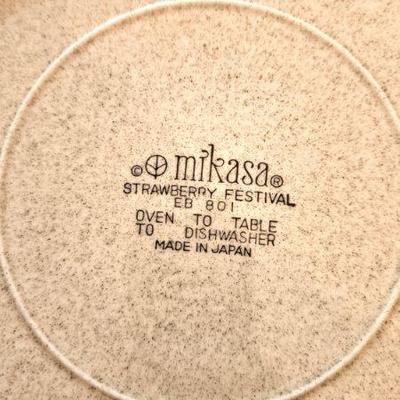 © mikasa®
STRAWBERRY FESTIVAL
EB 801
OVEN TO TABLE
TO DISHWASHER
MADE IN JAPAN